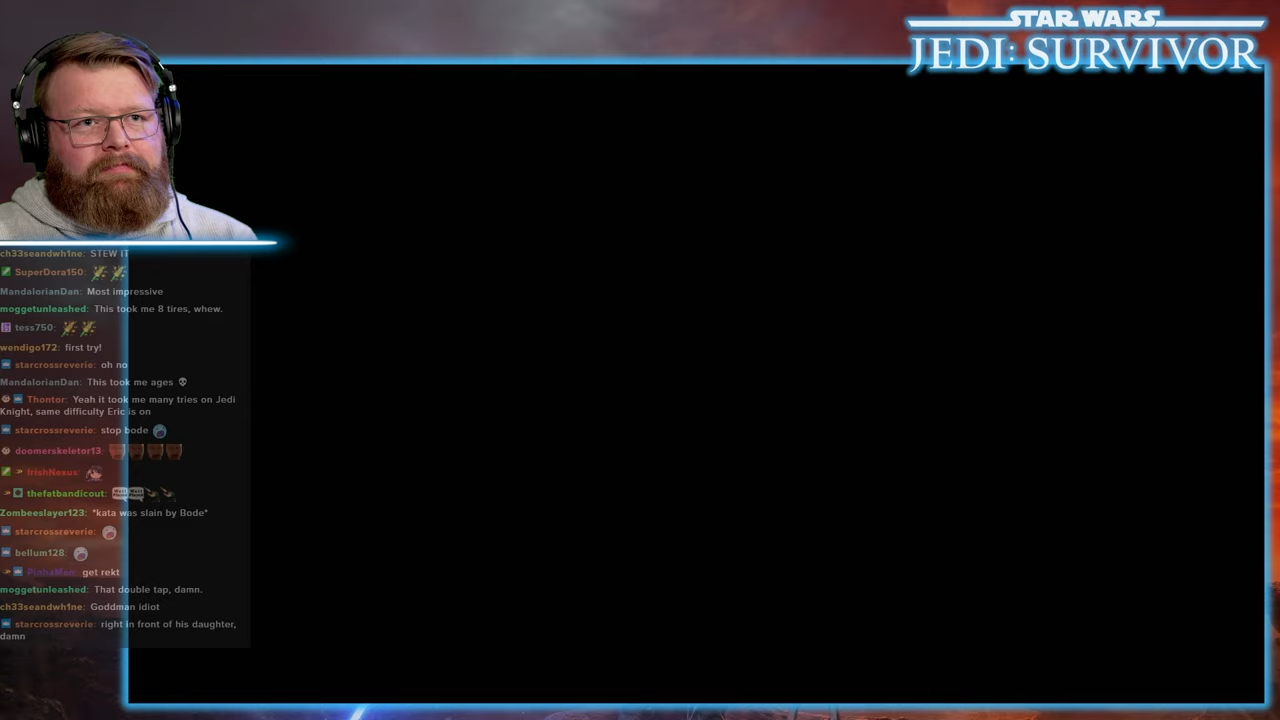 STAR WARS
JEDI: SURVIVOR
ch33seandwh1ne: STEW IT
SuperDora150:
MandalorianDan: Most impressive
moggetunleashed: This took me 8 tires, whew.
tess750:
wendigo172: first try!
starcrossreverie: oh no
MandalorianDan: This took me ages 💀
Thontor: Yeah it took me many tries on Jedi
Knight, same difficulty Eric is on
starcrossreverie: stop bode
doomerskeletor13:
IrishNexus:
thefatbandicout:
Zombeeslayer123: *kata was slain by Bode*
starcrossreverie:
bellum128:
PinhaMan: get rekt
moggetunleashed: That double tap, damn.
ch33seandwh1ne: Goddman idiot
starcrossreverie: right in front of his daughter,
damn